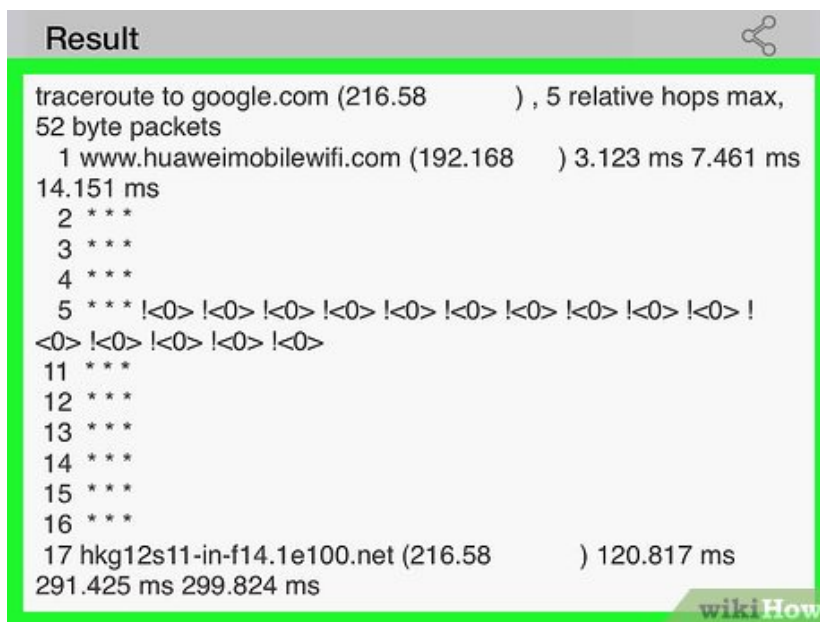 Result
traceroute to google.com (216.58 ) , 5 relative hops max,
52 byte packets
1 www.huaweimobilewifi.com (192.168 ) 3.123 ms 7.461 ms
14.151 ms
2 * * *
3 * * *
4 * * *
5 * * * !<0> !<0> !<0> !<0> !<0> !<0> !<0> !<0> !<0> !<0> !
<0> !<0> !<0> !<0> !<0>
11 * * *
12 * * *
13 * * *
14 * * *
15 * * *
16 * * *
17 hkg12s11-in-f14.1e100.net (216.58 ) 120.817 ms
291.425 ms 299.824 ms
wikiHow